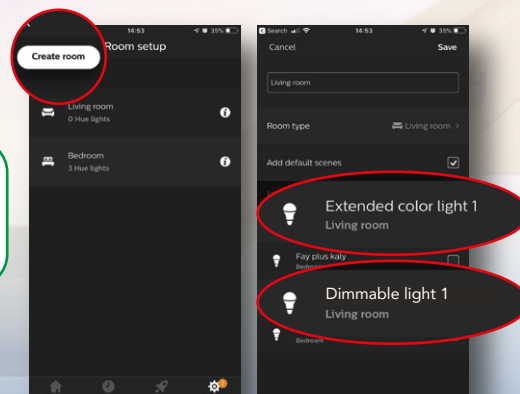 14:53
35%
Create room
Room setup
Living room
0 Hue lights
Bedroom
3 Hue lights
Search
14:53
35%
Cancel
Save
Living room
Room type
Living room
Add default scenes
Extended color light 1
Living room
Fay plus kaly
Bedroom
Dimmable light 1
Living room
Bedroom